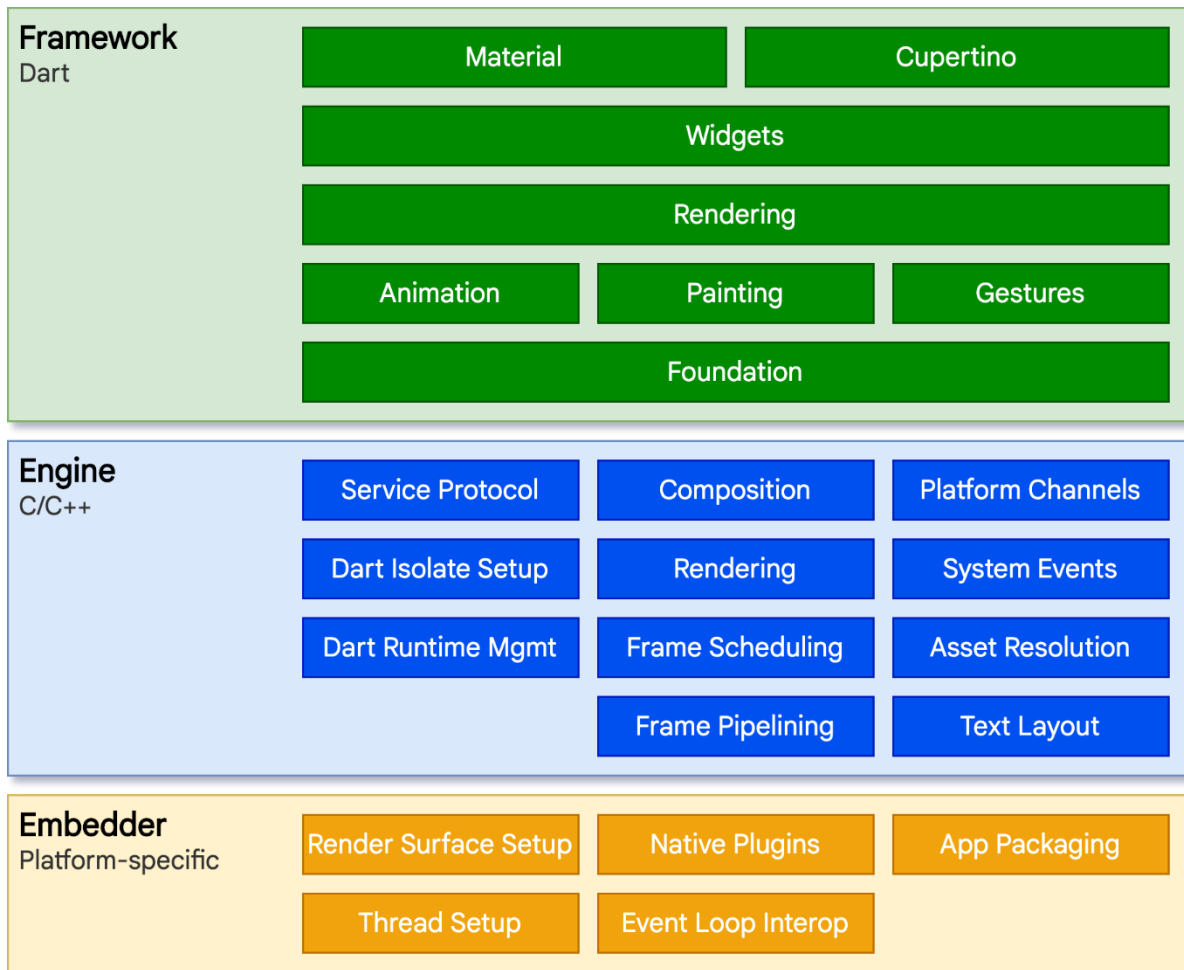 Framework
Dart
Material
Cupertino
Widgets
Rendering
Animation
Painting
Gestures
Foundation
Engine
C/C++
Service Protocol
Composition
Platform Channels
Dart Isolate Setup
Rendering
System Events
Dart Runtime Mgmt
Frame Scheduling
Asset Resolution
Frame Pipelining
Text Layout
Embedder
Platform-specific
Render Surface Setup
Native Plugins
App Packaging
Thread Setup
Event Loop Interop